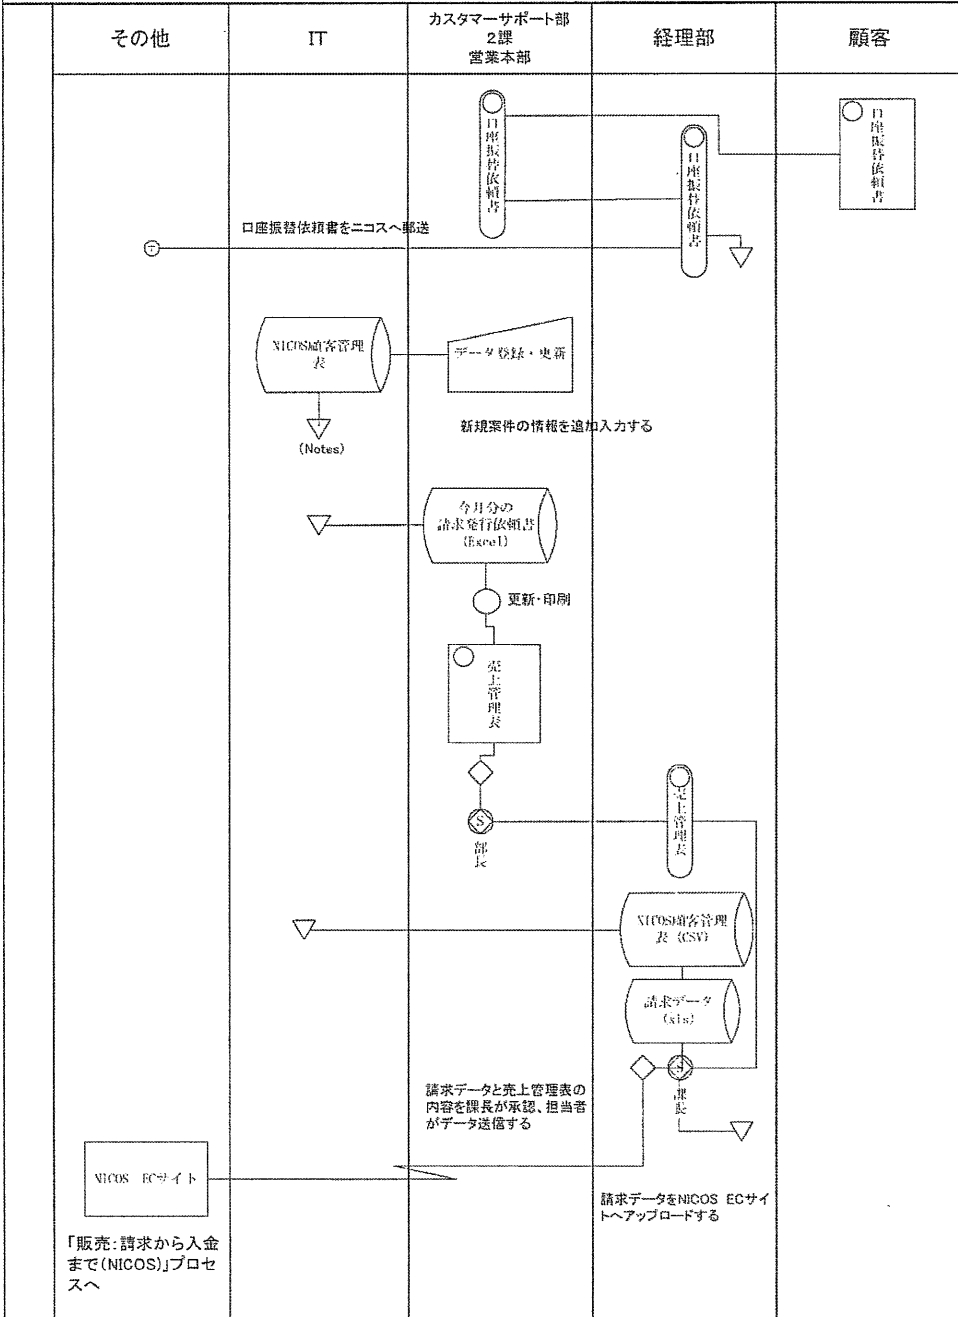 その他
IT
カスタマーサポート部
2課
営業本部
経理部
顧客
口座振替依頼書
口座振替依頼書
口座振替依頼書
口座振替依頼書をニコスへ郵送
〒
NICOS顧客管理
表
データ登録・更新
(Notes)
新規案件の情報を追加入力する
今月分の
請求発行依頼書
(Excel)
更新・印刷
売上管理表
S
部長
売上管理表
NICOS顧客管理
表 (CSV)
請求データ
(xls)
S
課長
請求データと売上管理表の
内容を課長が承認、担当者
がデータ送信する
NICOS ECサイト
請求データをNICOS ECサイ
トへアップロードする
「販売:請求から入金
まで(NICOS)」プロセ
スへ